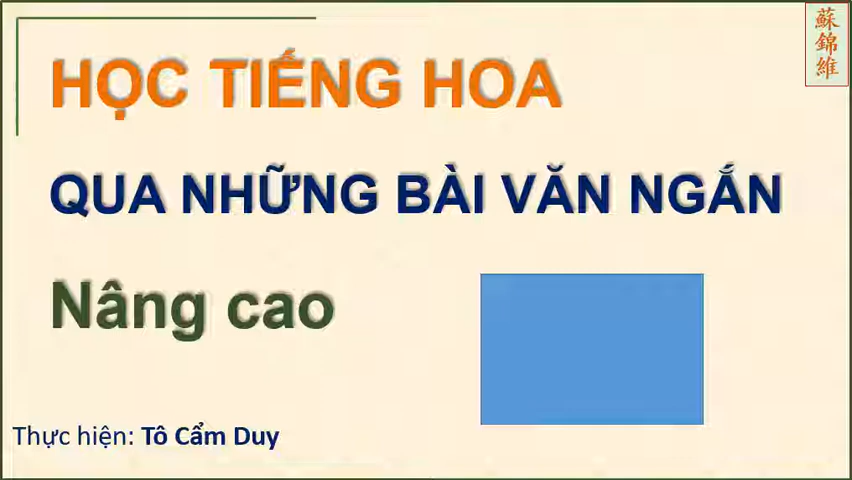 HỌC TIẾNG HOA
QUA NHỮNG BÀI VĂN NGẮN
Nâng cao
Thực hiện: Tô Cẩm Duy
蘇錦維